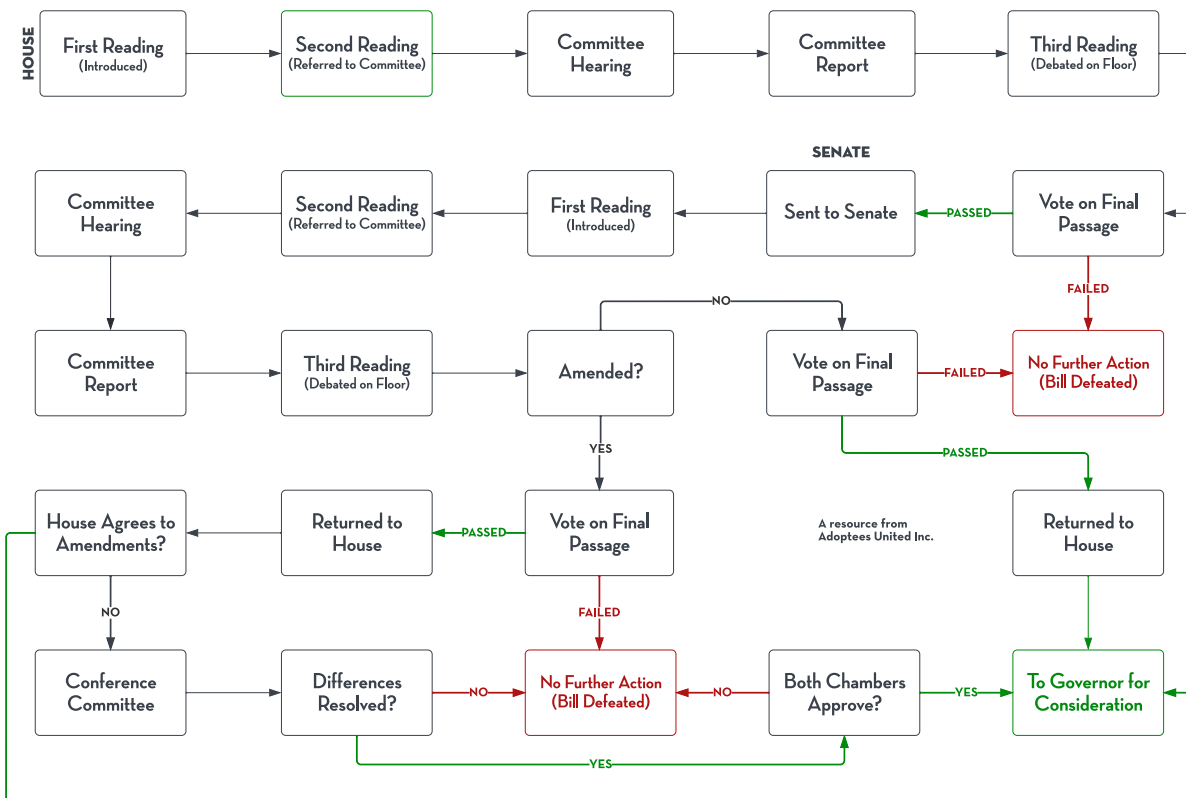 HOUSE
First Reading
(Introduced)
Second Reading
(Referred to Committee)
Committee
Hearing
Committee
Report
Third Reading
(Debated on Floor)
SENATE
Committee
Hearing
Second Reading
(Referred to Committee)
First Reading
(Introduced)
Sent to Senate
PASSED
Vote on Final
Passage
FAILED
NO
Committee
Report
Third Reading
(Debated on Floor)
Amended?
Vote on Final
Passage
FAILED
No Further Action
(Bill Defeated)
YES
PASSED
House Agrees to
Amendments?
Returned to
House
PASSED
Vote on Final
Passage
A resource from
Adoptees United Inc.
Returned to
House
NO
FAILED
Conference
Committee
Differences
Resolved?
NO
No Further Action
(Bill Defeated)
NO
Both Chambers
Approve?
YES
To Governor for
Consideration
YES